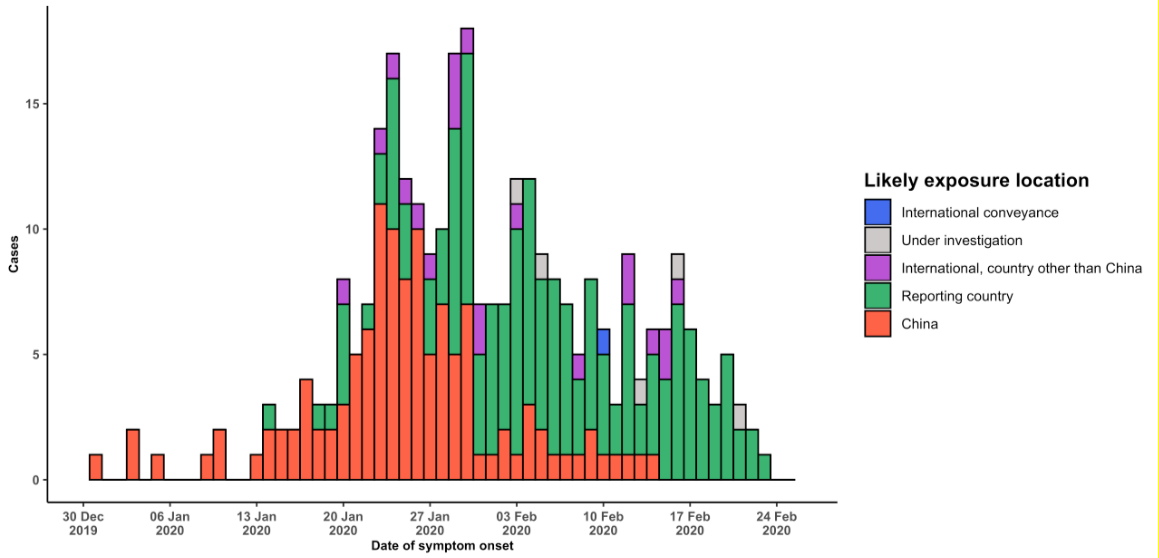 15
10
5
0
Cases
30 Dec
2019
06 Jan
2020
13 Jan
2020
20 Jan
2020
27 Jan
2020
03 Feb
2020
10 Feb
2020
17 Feb
2020
24 Feb
2020
Date of symptom onset
Likely exposure location
International conveyance
Under investigation
International, country other than China
Reporting country
China